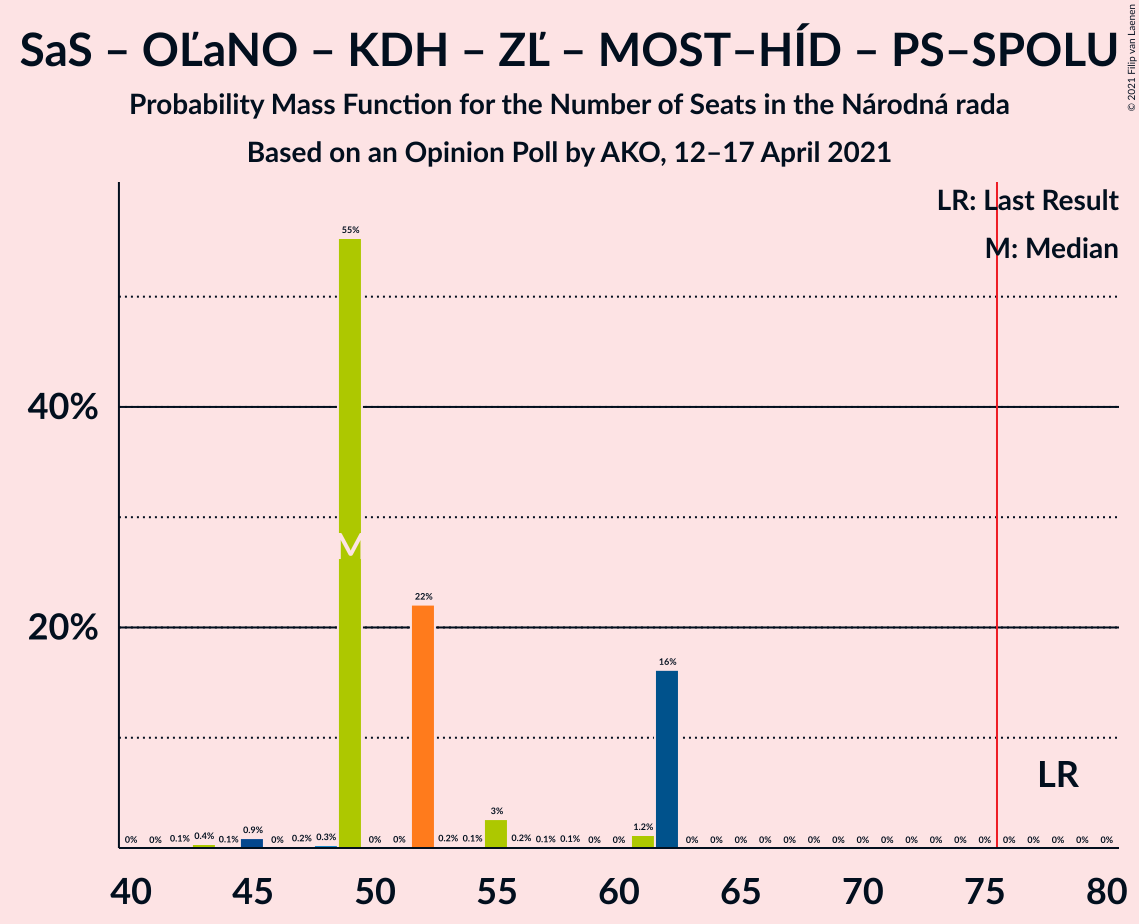 SaS – OĽaNO – KDH – ZĽ – MOST–HÍD – PS–SPOLU
Probability Mass Function for the Number of Seats in the Národná rada
Based on an Opinion Poll by AKO, 12–17 April 2021
© 2021 Filip van Laenen
LR: Last Result
M: Median
55%
40%
M
22%
20%
16%
LR
0% 0% 0.1% 0.4% 0.1% 0.9% 0% 0.2% 0.3% 0% 0% 0.2% 0.1% 3% 0.2% 0.1% 0.1% 0% 0% 1.2% 0% 0% 0% 0% 0% 0% 0% 0% 0% 0% 0% 0% 0% 0% 0% 0% 0% 0%
40 45 50 55 60 65 70 75 80